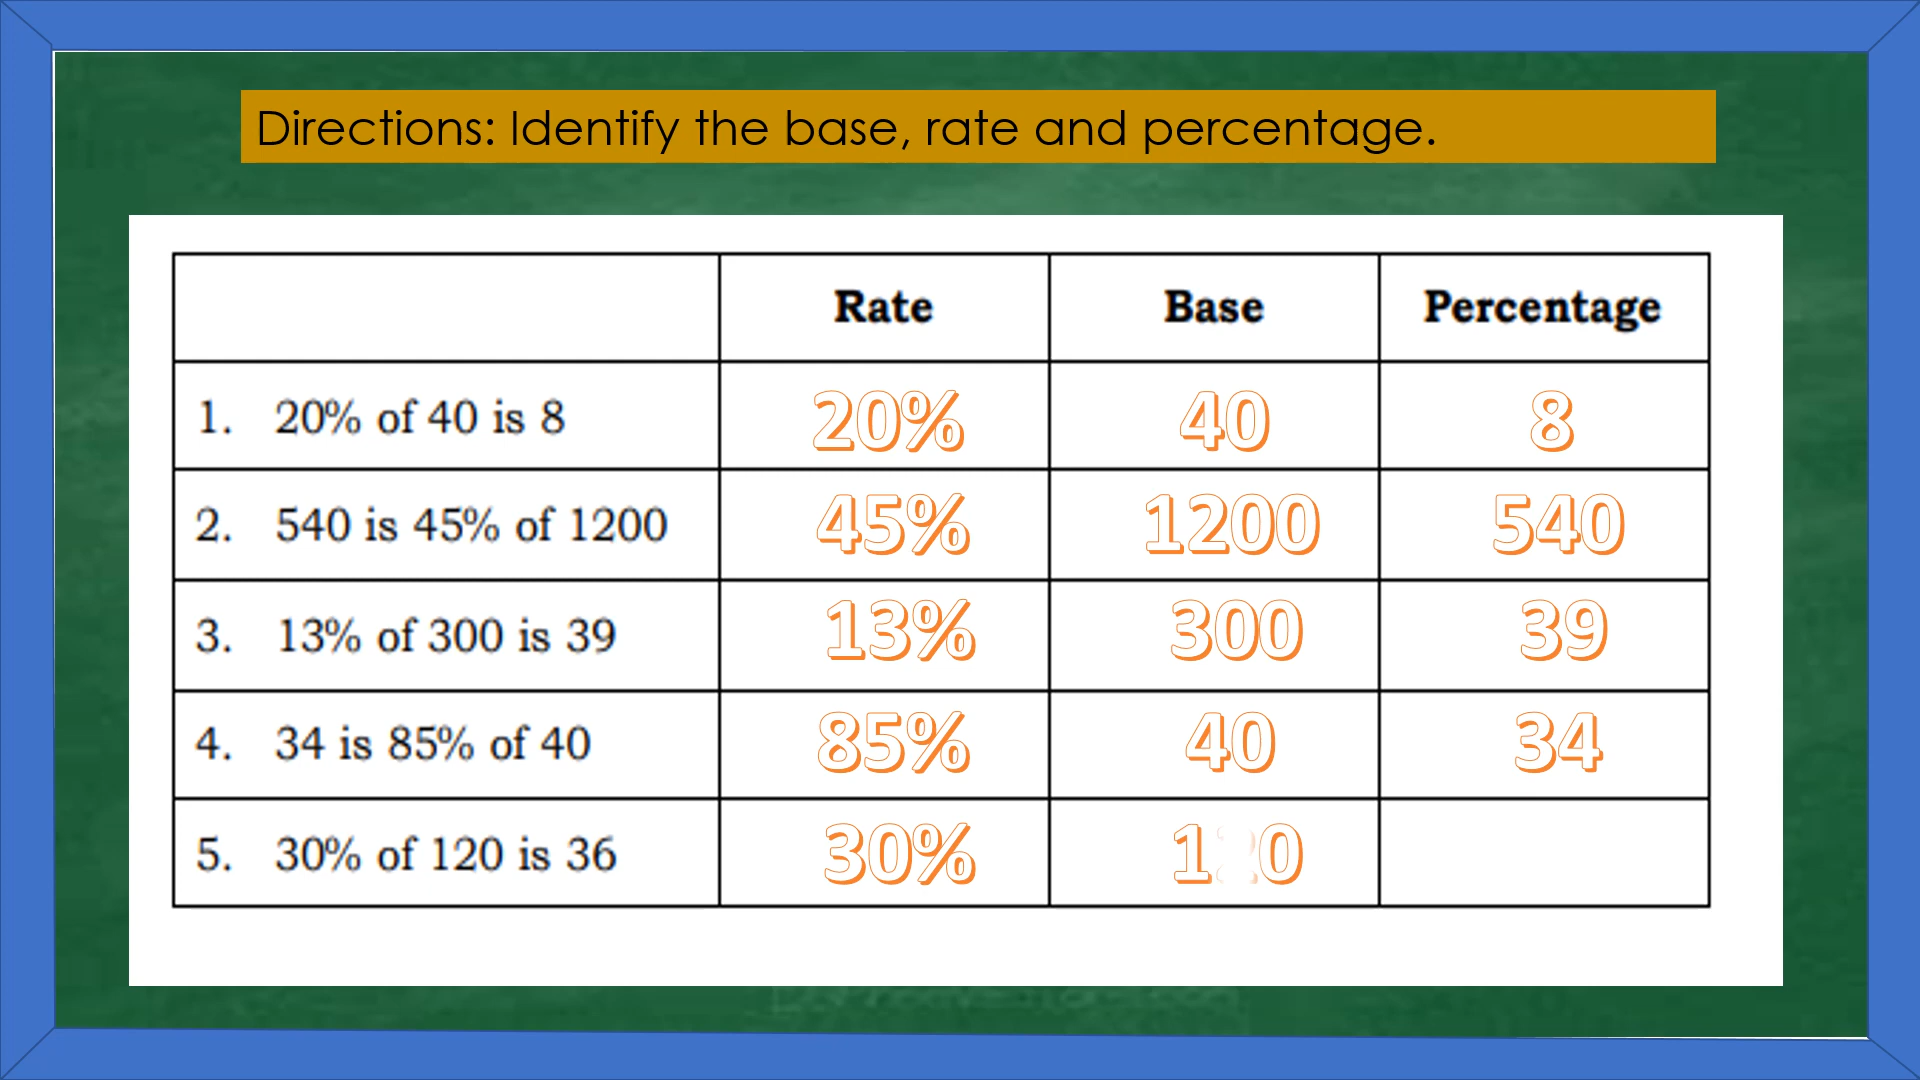 Directions: Identify the base, rate and percentage.
Rate Base Percentage
1. 20% of 40 is 8 20% 40 8
2. 540 is 45% of 1200 45% 1200 540
3. 13% of 300 is 39 13% 300 39
4. 34 is 85% of 40 85% 40 34
5. 30% of 120 is 36 30% 120